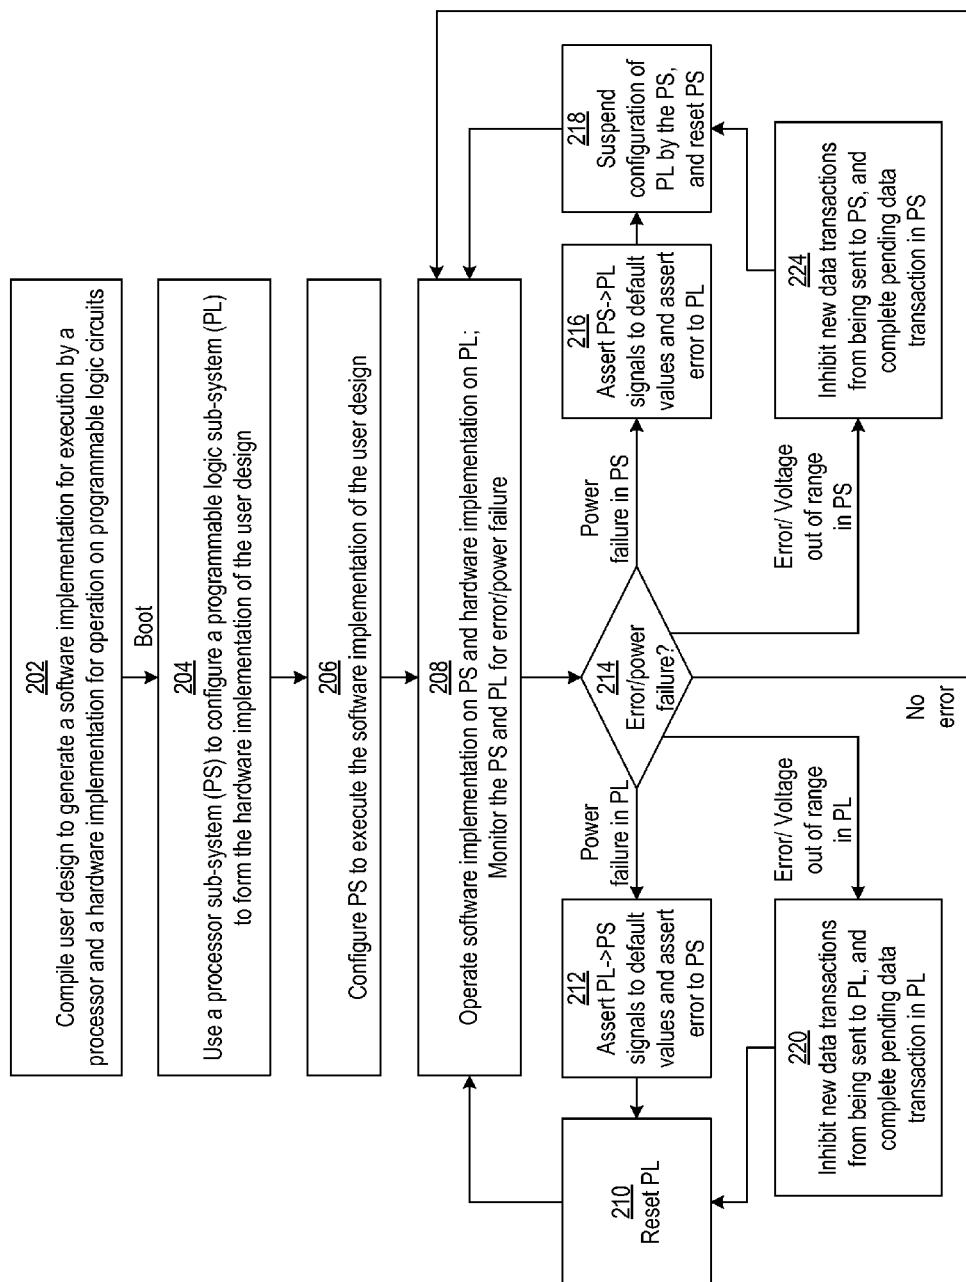 202
Compile user design to generate a software implementation for execution by a
processor and a hardware implementation for operation on programmable logic circuits
Boot
204
Use a processor sub-system (PS) to configure a programmable logic sub-system (PL)
to form the hardware implementation of the user design
206
Configure PS to execute the software implementation of the user design
208
Operate software implementation on PS and hardware implementation on PL;
Monitor the PS and PL for error/power failure
210
Reset PL
212
Assert PL->PS
signals to default
values and assert
error to PS
Power
failure in PL
214
Error/power
failure?
Power
failure in PS
216
Assert PS->PL
signals to default
values and assert
error to PL
218
Suspend
configuration of
PL by the PS,
and reset PS
220
Inhibit new data transactions
from being sent to PL, and
complete pending data
transaction in PL
Error/ Voltage
out of range
in PL
No
error
Error/ Voltage
out of range
in PS
224
Inhibit new data transactions
from being sent to PS, and
complete pending data
transaction in PS